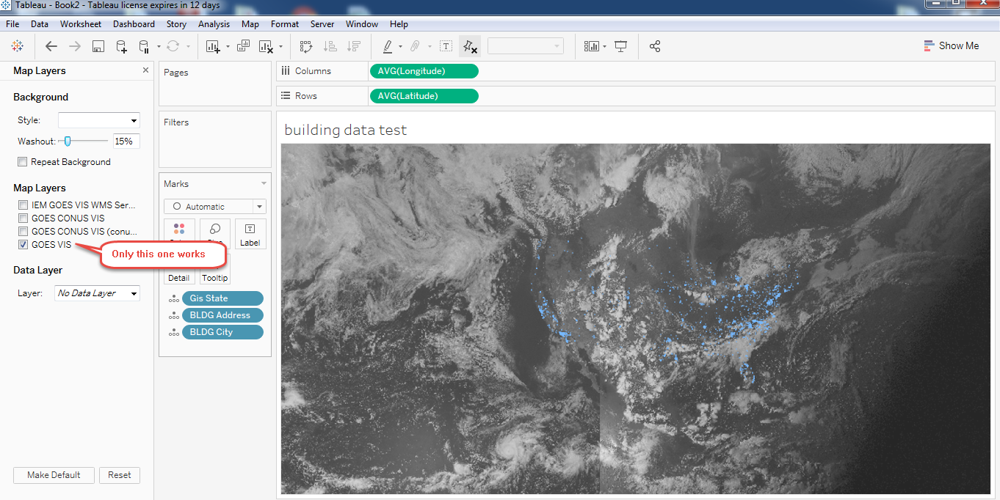 Tableau - Book2 - Tableau license expires in 12 days
File Data Worksheet Dashboard Story Analysis Map Format Server Window Help
Show Me
Map Layers
Background
Style:
Washout: 15%
Repeat Background
Map Layers
IEM GOES VIS WMS Ser...
GOES CONUS VIS
GOES CONUS VIS (conu...
GOES VIS
Only this one works
Data Layer
Layer: No Data Layer
Make Default Reset
Pages
Filters
Marks
Automatic
Label
Detail Tooltip
Gis State
BLDG Address
BLDG City
Columns AVG(Longitude)
Rows AVG(Latitude)
building data test